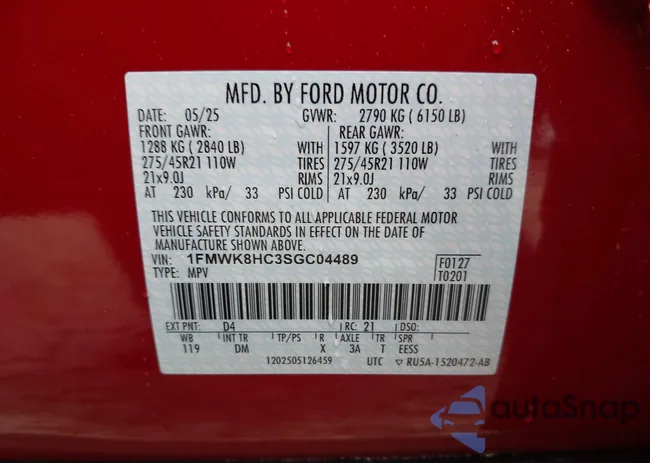 MFD. BY FORD MOTOR CO.
DATE: 05/25 GVWR: 2790 KG ( 6150 LB)
FRONT GAWR: REAR GAWR:
1288 KG ( 2840 LB) WITH 1597 KG ( 3520 LB) WITH
275/45R21 110W TIRES 275/45R21 110W TIRES
21x9.0J RIMS 21x9.0J RIMS
AT 230 kPa/ 33 PSI COLD AT 230 kPa/ 33 PSI COLD
THIS VEHICLE CONFORMS TO ALL APPLICABLE FEDERAL MOTOR
VEHICLE SAFETY STANDARDS IN EFFECT ON THE DATE OF
MANUFACTURE SHOWN ABOVE.
VIN: 1FMWK8HC3SGC04489 F0127
TYPE: MPV T0201
EXT PNT: D4 RC: 21 DSO:
WB INT TR TP/PS R AXLE TR SPR
119 DM X 3A T EESS
1202505126459 UTC ▽ RU5A-1520472-AB
autoSnap